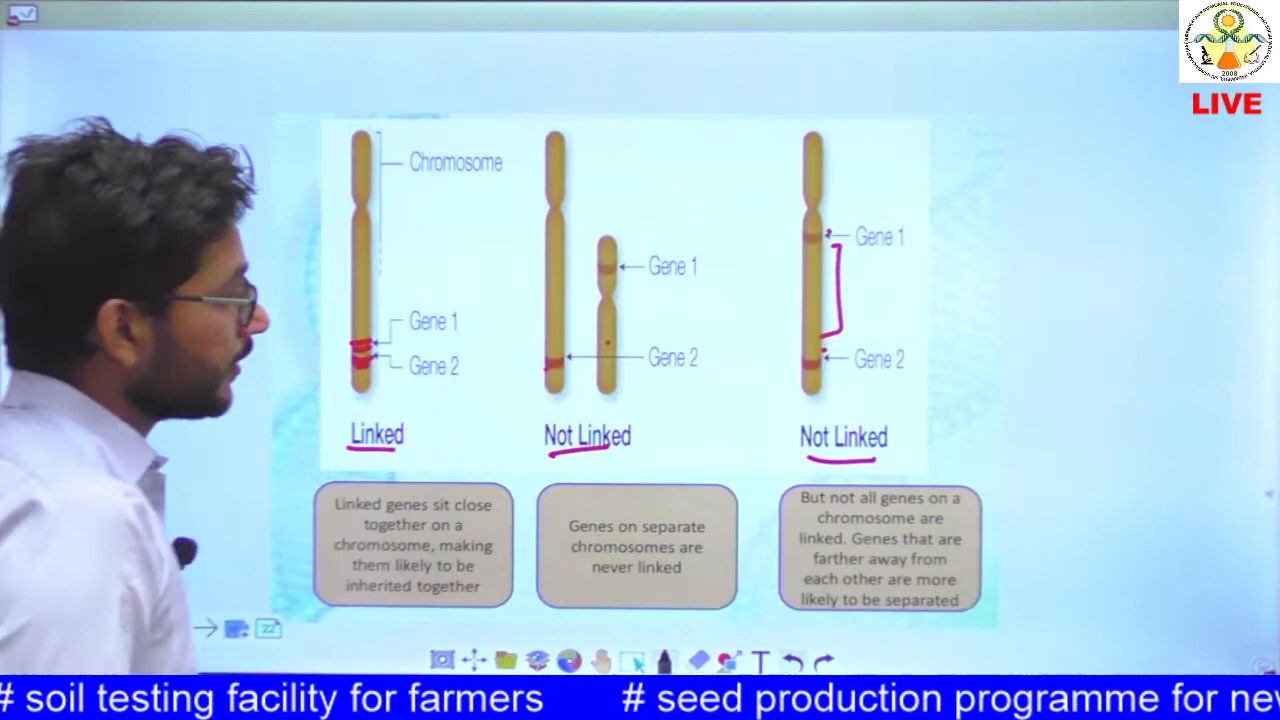 2008
LIVE
Chromosome
Gene 1
Gene 2
Linked
Gene 1
Gene 2
Not Linked
Gene 1
Gene 2
Not Linked
Linked genes sit close
together on a
chromosome, making
them likely to be
inherited together
Genes on separate
chromosomes are
never linked
But not all genes on a
chromosome are
linked. Genes that are
farther away from
each other are more
likely to be separated
22
T
# soil testing facility for farmers # seed production programme for new